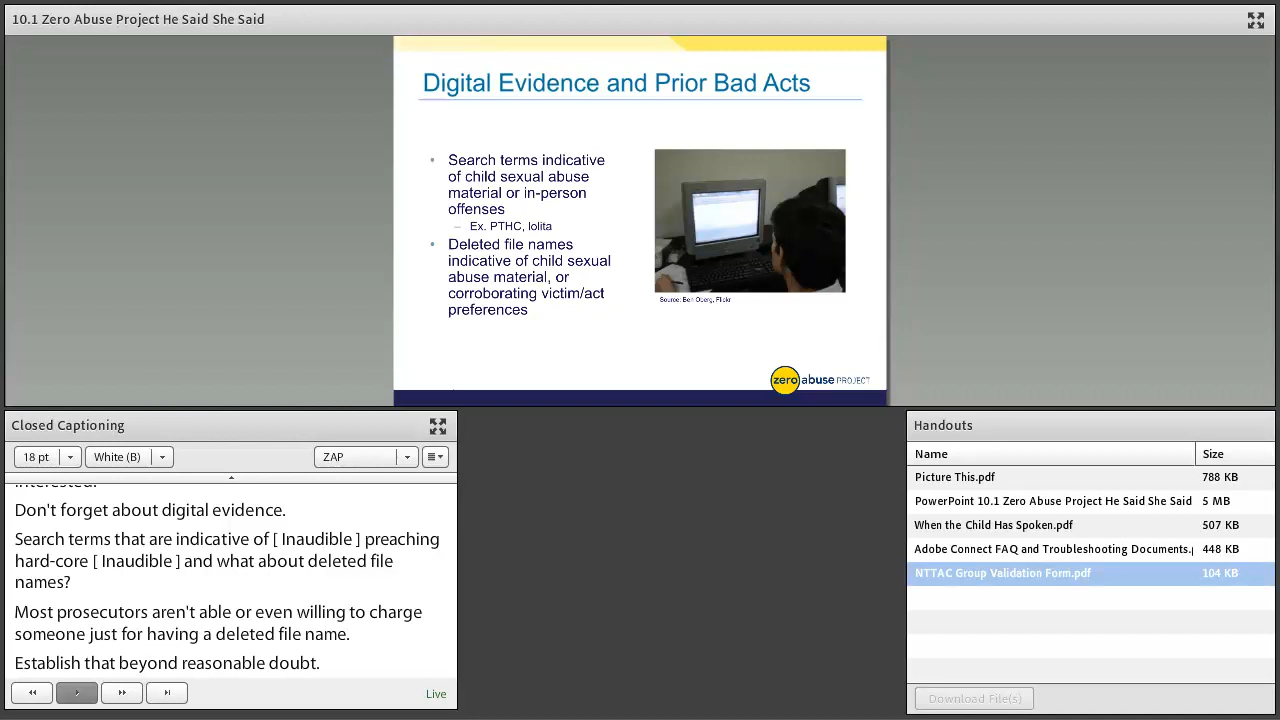 10.1 Zero Abuse Project He Said She Said
Digital Evidence and Prior Bad Acts
• Search terms indicative
of child sexual abuse
material or in-person
offenses
– Ex. PTHC, lolita
• Deleted file names
indicative of child sexual
abuse material, or
corroborating victim/act
preferences
Source: Ben Oberg, Flickr
zero abuse PROJECT
Closed Captioning
18 pt
White (B)
ZAP
interested.
Don't forget about digital evidence.
Search terms that are indicative of [ Inaudible ] preaching
hard-core [ Inaudible ] and what about deleted file
names?
Most prosecutors aren't able or even willing to charge
someone just for having a deleted file name.
Establish that beyond reasonable doubt.
Live
Handouts
Name Size
Picture This.pdf 788 KB
PowerPoint 10.1 Zero Abuse Project He Said She Said 5 MB
When the Child Has Spoken.pdf 507 KB
Adobe Connect FAQ and Troubleshooting Documents.p 448 KB
NTTAC Group Validation Form.pdf 104 KB
Download File(s)